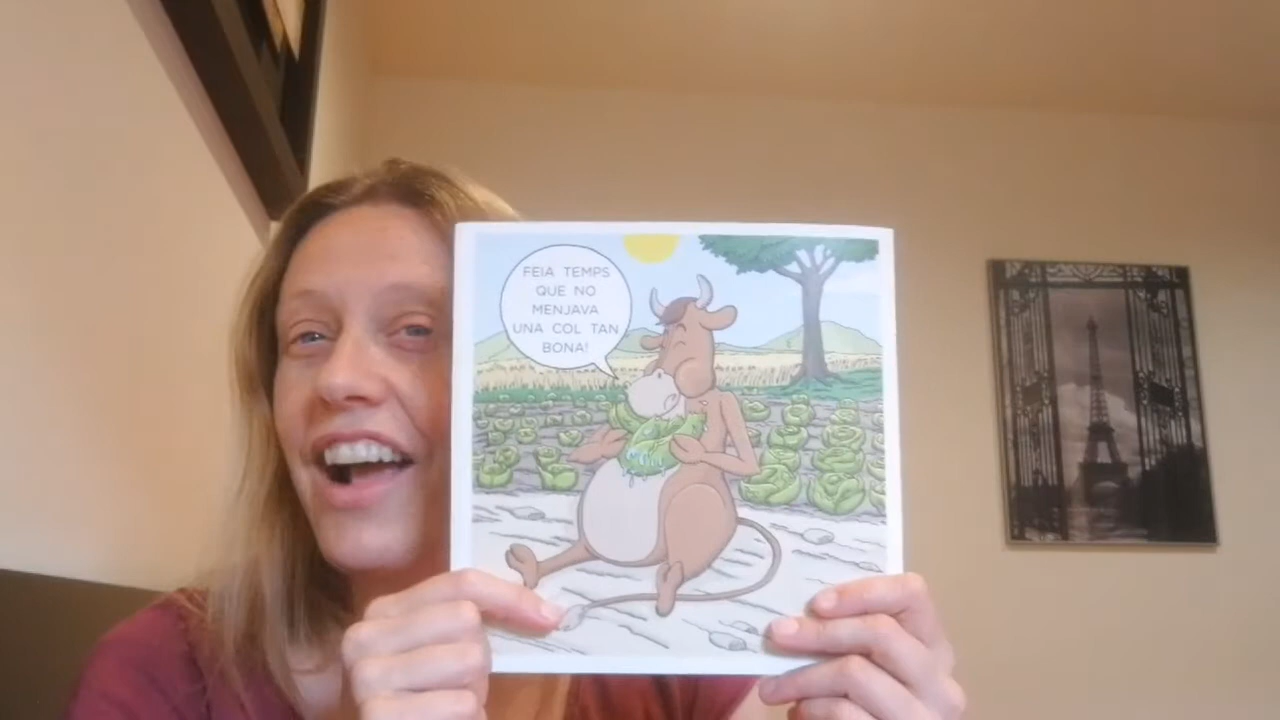 FEIA TEMPS
QUE NO
MENJAVA
UNA COL TAN
BONA!